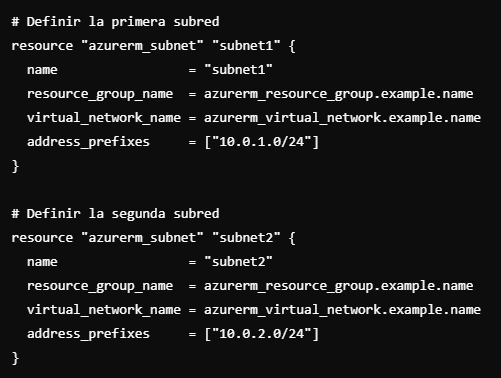 # Definir la primera subred
resource "azurerm_subnet" "subnet1" {
  name                 = "subnet1"
  resource_group_name  = azurerm_resource_group.example.name
  virtual_network_name = azurerm_virtual_network.example.name
  address_prefixes     = ["10.0.1.0/24"]
}

# Definir la segunda subred
resource "azurerm_subnet" "subnet2" {
  name                 = "subnet2"
  resource_group_name  = azurerm_resource_group.example.name
  virtual_network_name = azurerm_virtual_network.example.name
  address_prefixes     = ["10.0.2.0/24"]
}